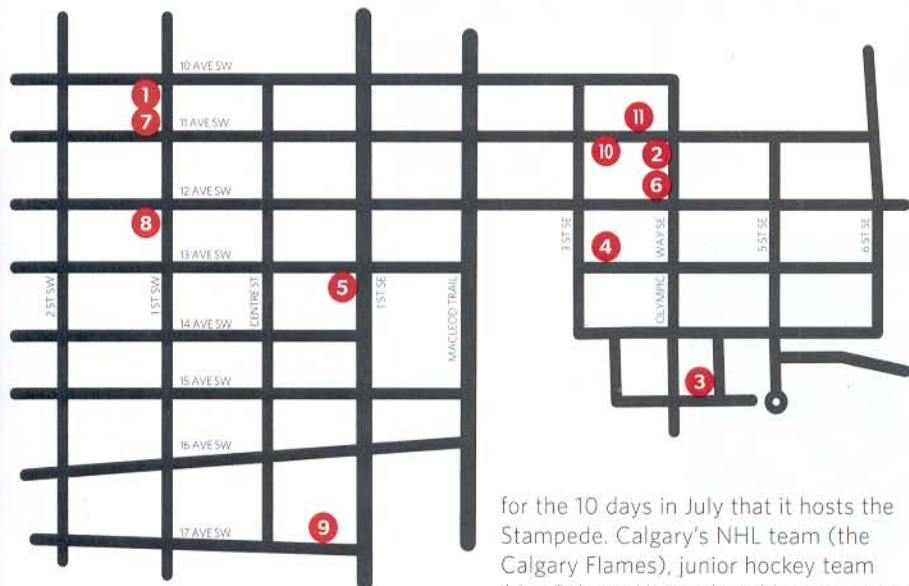 10 AVE SW
1
11
7
11 AVE SW
10
2
12 AVE SW
6
8
4
13 AVE SW
5
2 ST SW
1 ST SW
CENTRE ST
1 ST SE
MACLEOD TRAIL
3 ST SE
OLYMPIC WAY SE
5 ST SE
6 ST SE
14 AVE SW
3
15 AVE SW
16 AVE SW
17 AVE SW
9
for the 10 days in July that it hosts the
Stampede. Calgary's NHL team (the
Calgary Flames), junior hockey team